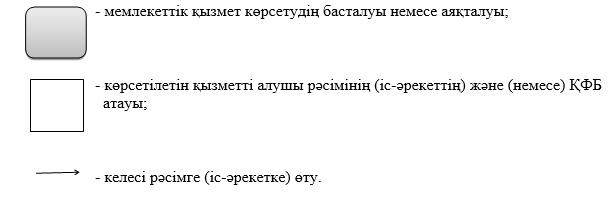 - мемлекеттік қызмет көрсетудің басталуы немесе аяқталуы;
- көрсетілетін қызметті алушы рәсімінің (іс-әрекеттің) және (немесе) ҚФБ
атауы;
- келесі рәсімге (іс-әрекетке) өту.